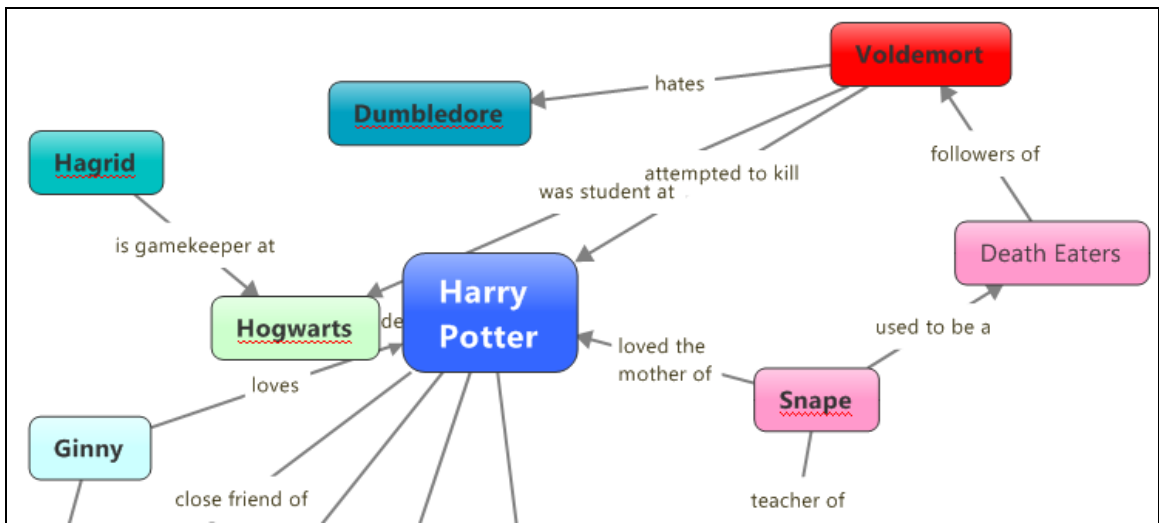 Voldemort
hates
Dumbledore
Hagrid
followers of
attempted to kill
was student at
is gamekeeper at
Death Eaters
Harry
Potter
Hogwarts
used to be a
loved the
mother of
loves
Snape
Ginny
close friend of
teacher of